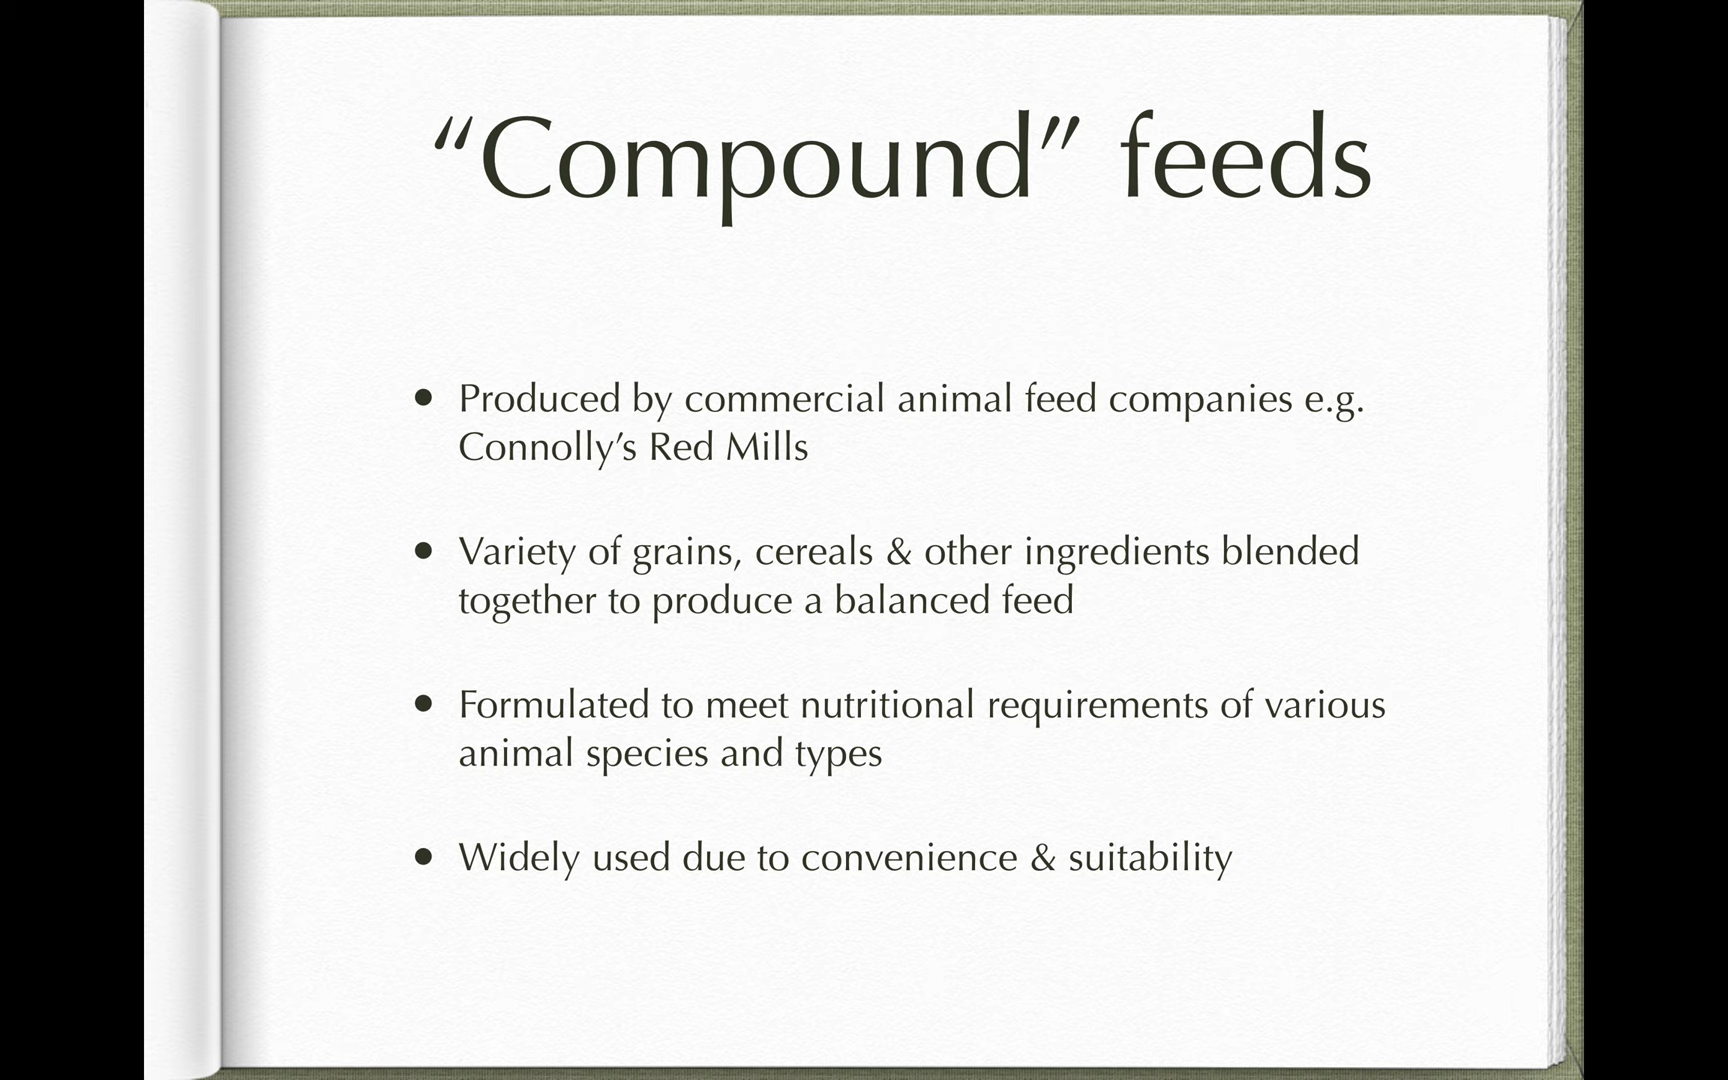 “Compound” feeds
• Produced by commercial animal feed companies e.g.
Connolly’s Red Mills
• Variety of grains, cereals & other ingredients blended
together to produce a balanced feed
• Formulated to meet nutritional requirements of various
animal species and types
• Widely used due to convenience & suitability